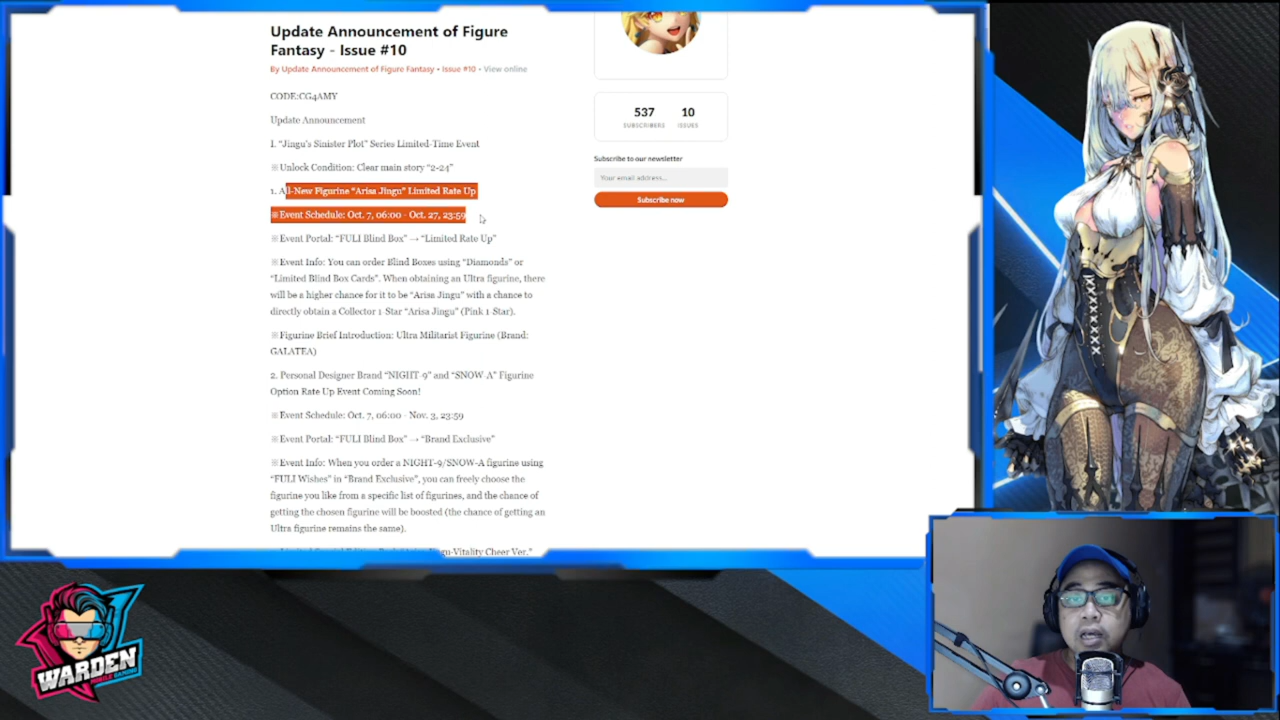 Update Announcement of Figure
Fantasy - Issue #10
By Update Announcement of Figure Fantasy • Issue #10 • View online
CODE:CG4AMY
Update Announcement
I. “Jingu’s Sinister Plot” Series Limited-Time Event
※Unlock Condition: Clear main story “2-24”
1. All-New Figurine “Arisa Jingu” Limited Rate Up
※Event Schedule: Oct. 7, 06:00 - Oct. 27, 23:59
※Event Portal: “FULI Blind Box” → “Limited Rate Up”
※Event Info: You can order Blind Boxes using “Diamonds” or
“Limited Blind Box Cards”. When obtaining an Ultra figurine, there
will be a higher chance for it to be “Arisa Jingu” with a chance to
directly obtain a Collector 1 Star “Arisa Jingu” (Pink 1 Star).
※Figurine Brief Introduction: Ultra Militarist Figurine (Brand:
GALATEA)
2. Personal Designer Brand “NIGHT-9” and “SNOW-A” Figurine
Option Rate Up Event Coming Soon!
※Event Schedule: Oct. 7, 06:00 - Nov. 3, 23:59
※Event Portal: “FULI Blind Box” → “Brand Exclusive”
※Event Info: When you order a NIGHT-9/SNOW-A figurine using
“FULI Wishes” in “Brand Exclusive”, you can freely choose the
figurine you like from a specific list of figurines, and the chance of
getting the chosen figurine will be boosted (the chance of getting an
Ultra figurine remains the same).
-Vitality Cheer Ver.”
537 10
SUBSCRIBERS ISSUES
Subscribe to our newsletter
Your email address...
Subscribe now
WARDEN
MOBILE GAMING